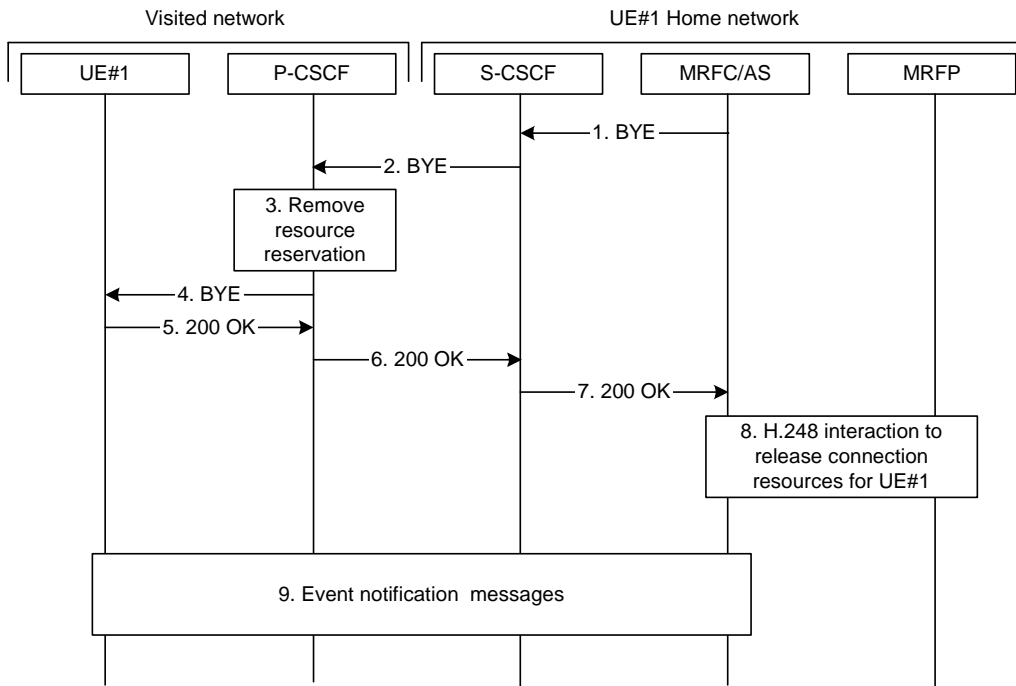 Visited network
UE#1 Home network
UE#1
P-CSCF
S-CSCF
MRFC/AS
MRFP
1. BYE
2. BYE
3. Remove
resource
reservation
4. BYE
5. 200 OK
6. 200 OK
7. 200 OK
8. H.248 interaction to
release connection
resources for UE#1
9. Event notification messages